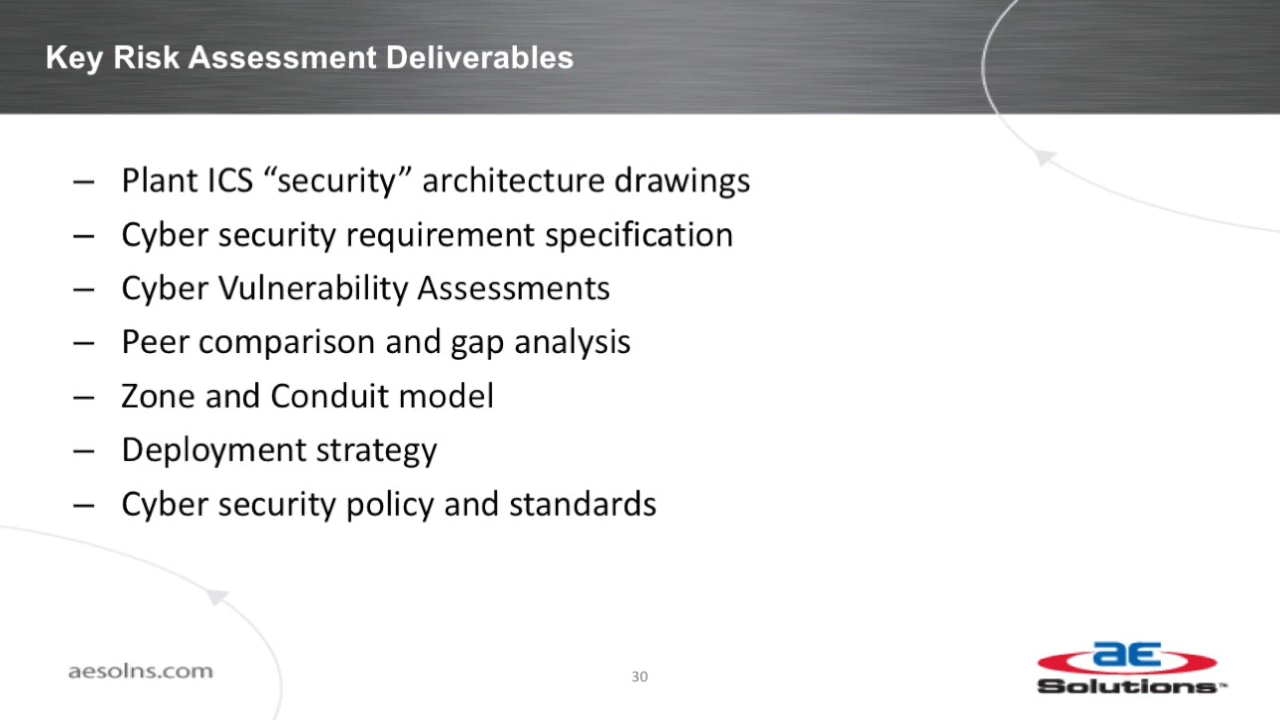 Key Risk Assessment Deliverables
– Plant ICS “security” architecture drawings
– Cyber security requirement specification
– Cyber Vulnerability Assessments
– Peer comparison and gap analysis
– Zone and Conduit model
– Deployment strategy
– Cyber security policy and standards
aesolns.com
30
ae
Solutions™